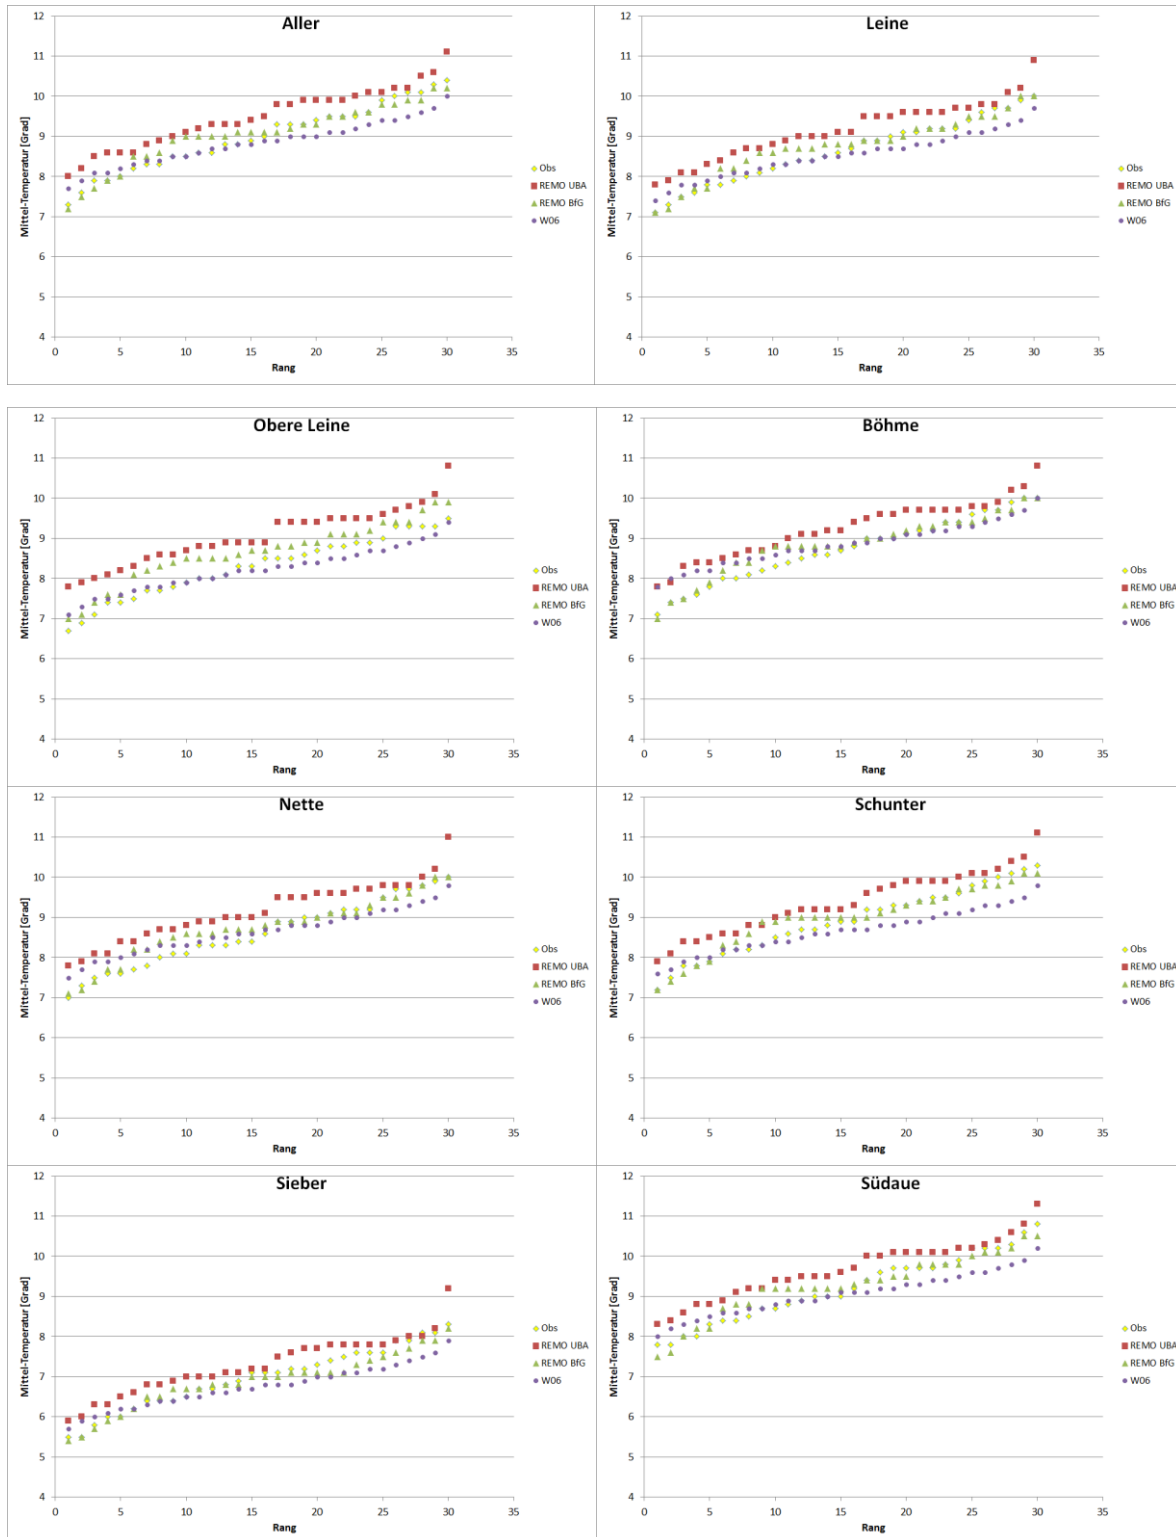 Aller
12
11
10
9
8
7
6
5
4
Mittel-Temperatur [Grad]
0 5 10 15 20 25 30 35
Rang
Obs
REMO UBA
REMO BfG
W06
Leine
12
11
10
9
8
7
6
5
4
Mittel-Temperatur [Grad]
0 5 10 15 20 25 30 35
Rang
Obs
REMO UBA
REMO BfG
W06
Obere Leine
12
11
10
9
8
7
6
5
4
Mittel-Temperatur [Grad]
0 5 10 15 20 25 30 35
Rang
Obs
REMO UBA
REMO BfG
W06
Böhme
12
11
10
9
8
7
6
5
4
Mittel-Temperatur [Grad]
0 5 10 15 20 25 30 35
Rang
Obs
REMO UBA
REMO BfG
W06
Nette
12
11
10
9
8
7
6
5
4
Mittel-Temperatur [Grad]
0 5 10 15 20 25 30 35
Rang
Obs
REMO UBA
REMO BfG
W06
Schunter
12
11
10
9
8
7
6
5
4
Mittel-Temperatur [Grad]
0 5 10 15 20 25 30 35
Rang
Obs
REMO UBA
REMO BfG
W06
Sieber
12
11
10
9
8
7
6
5
4
Mittel-Temperatur [Grad]
0 5 10 15 20 25 30 35
Rang
Obs
REMO UBA
REMO BfG
W06
Südaue
12
11
10
9
8
7
6
5
4
Mittel-Temperatur [Grad]
0 5 10 15 20 25 30 35
Rang
Obs
REMO UBA
REMO BfG
W06